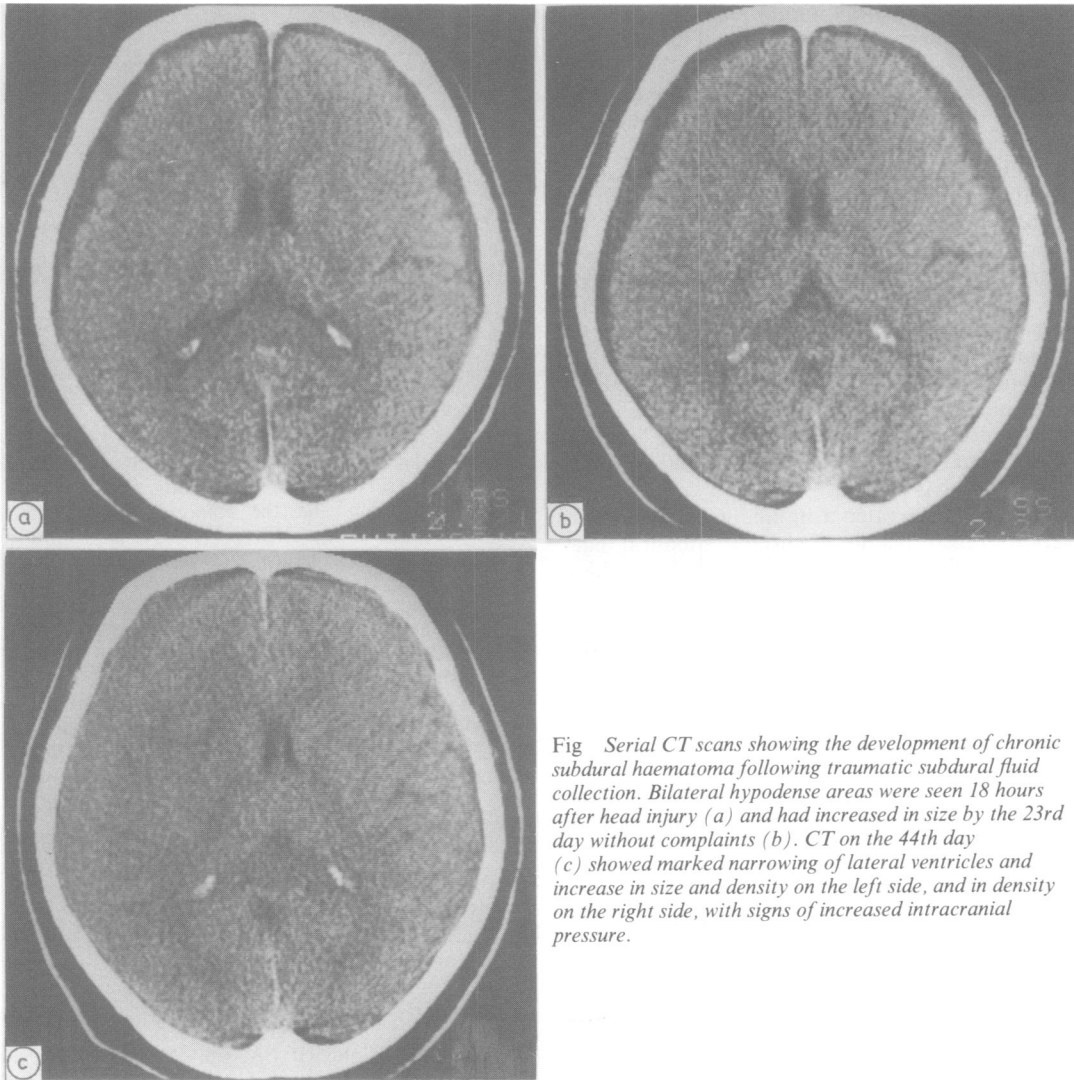 a
b
c
Fig Serial CT scans showing the development of chronic
subdural haematoma following traumatic subdural fluid
collection. Bilateral hypodense areas were seen 18 hours
after head injury (a) and had increased in size by the 23rd
day without complaints (b). CT on the 44th day
(c) showed marked narrowing of lateral ventricles and
increase in size and density on the left side, and in density
on the right side, with signs of increased intracranial
pressure.